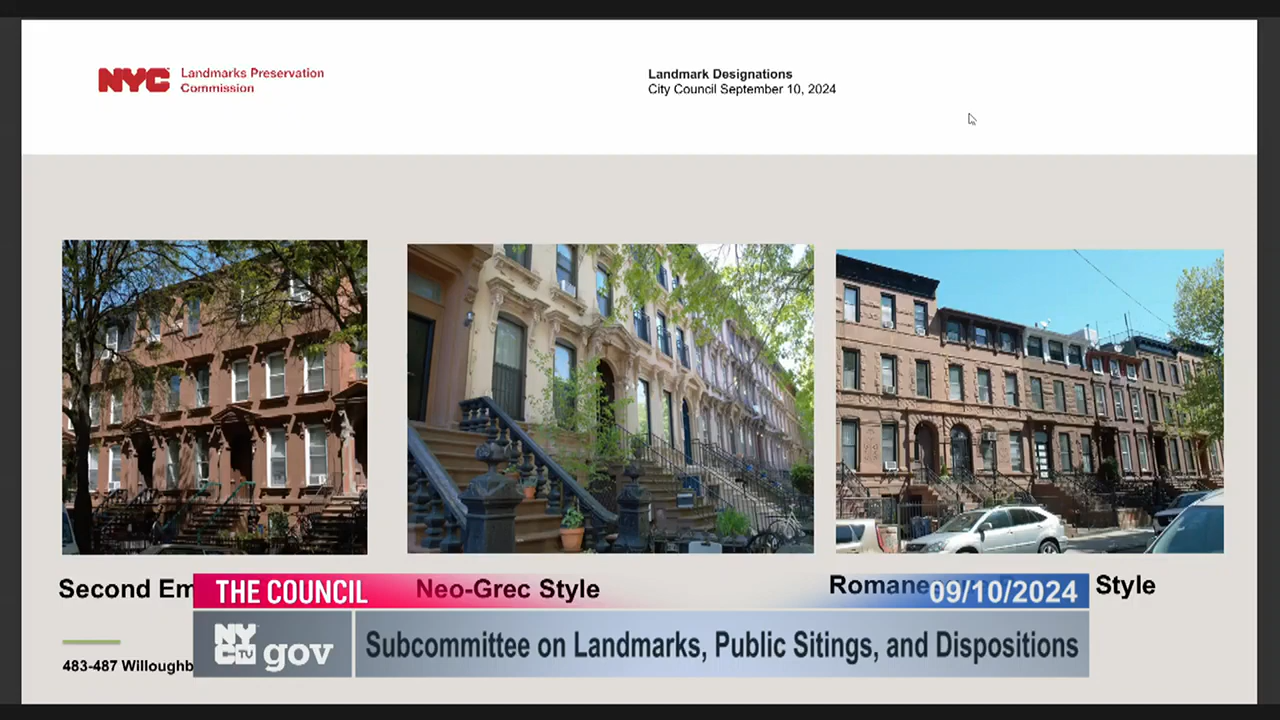 NYC Landmarks Preservation
Commission
Landmark Designations
City Council September 10, 2024
Second Em
Neo-Grec Style
Style
THE COUNCIL
09/10/2024
NYC TV gov
Subcommittee on Landmarks, Public Sitings, and Dispositions
483-487 Willoughb